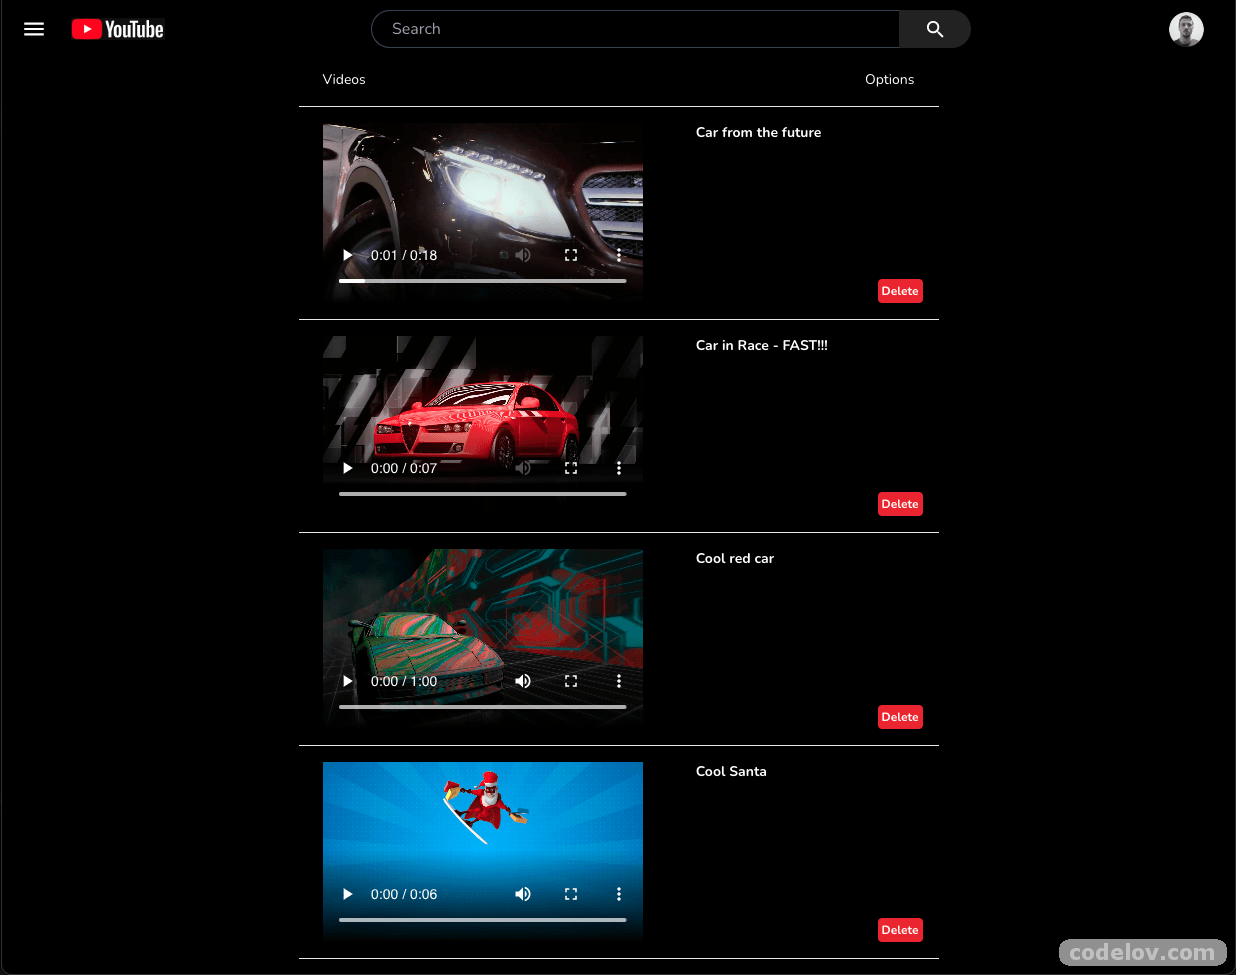 YouTube
Search
Videos
Options
Car from the future
0:01 / 0:18
Delete
Car in Race - FAST!!!
0:00 / 0:07
Delete
Cool red car
0:00 / 1:00
Delete
Cool Santa
0:00 / 0:06
Delete
codelov.com